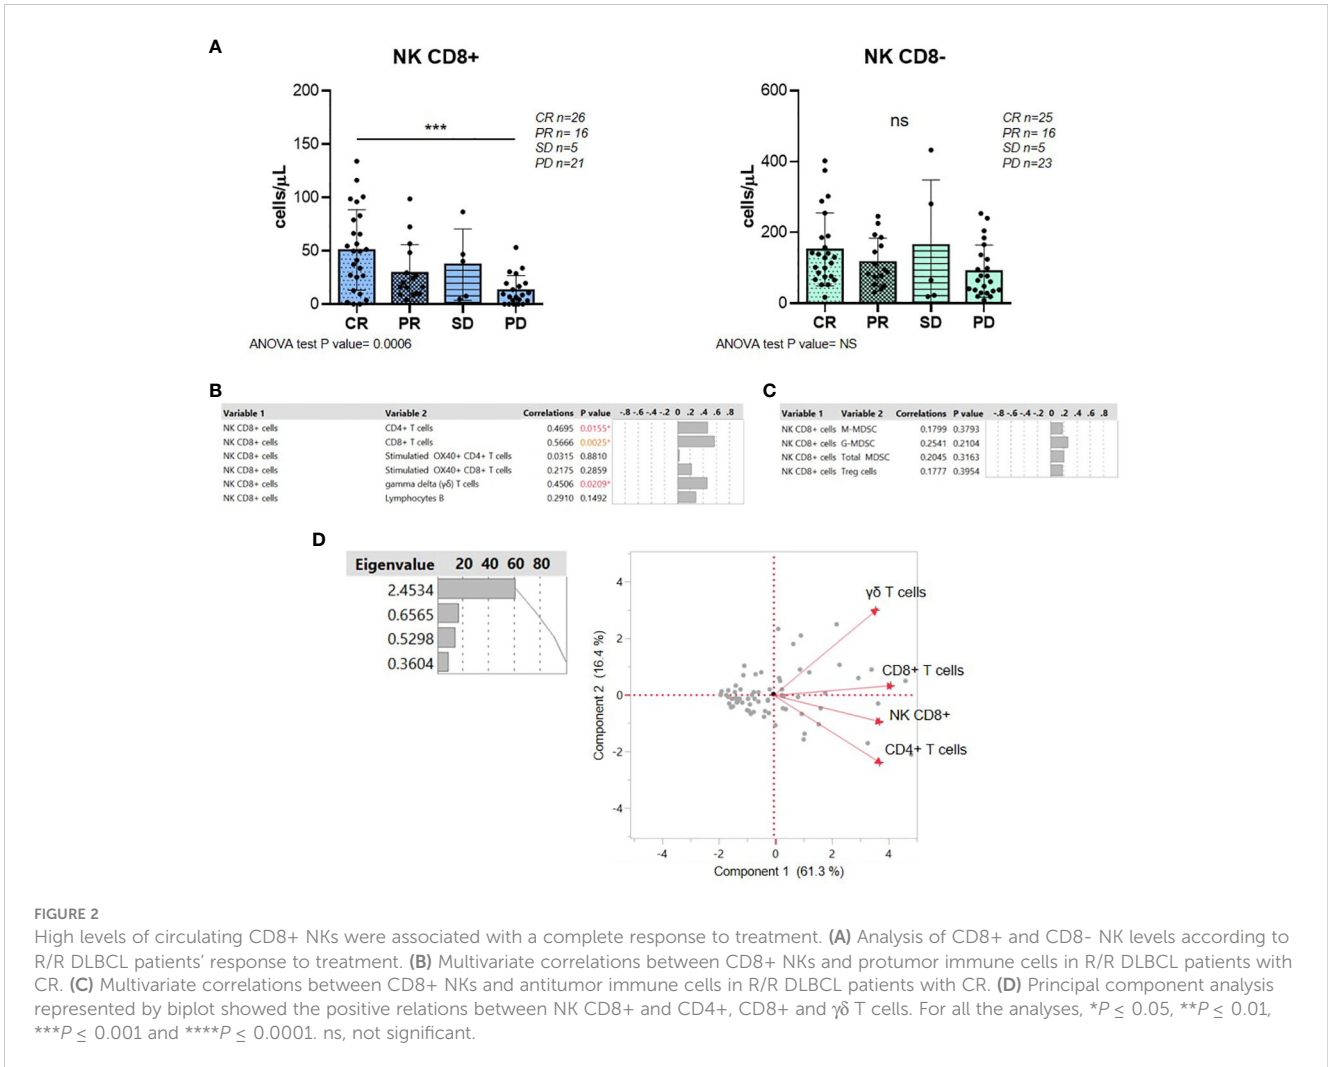 A
NK CD8+
200
150
100
50
0
cells/μL
***
CR n=26
PR n= 16
SD n=5
PD n=21
CR PR SD PD
ANOVA test P value= 0.0006
NK CD8-
600
400
200
0
cells/μL
ns
CR n=25
PR n= 16
SD n=5
PD n=23
CR PR SD PD
ANOVA test P value= NS
B
Variable 1 Variable 2 Correlations P value -.8 -.6 -.4 -.2 0 .2 .4 .6 .8
NK CD8+ cells CD4+ T cells 0.4695 0.0155*
NK CD8+ cells CD8+ T cells 0.5666 0.0025*
NK CD8+ cells Stimulated OX40+ CD4+ T cells 0.0315 0.8810
NK CD8+ cells Stimulated OX40+ CD8+ T cells 0.2175 0.2859
NK CD8+ cells gamma delta (γδ) T Cells 0.4506 0.0209*
NK CD8+ cells Lymphocytes B 0.2910 0.1492
C
Variable 1 Variable 2 Correlations P value -.8 -.6 -.4 -.2 0 .2 .4 .6 .8
NK CD8+ cells M-MDSC 0.1799 0.3793
NK CD8+ cells G-MDSC 0.2541 0.2104
NK CD8+ cells Total MDSC 0.2045 0.3163
NK CD8+ cells Treg cells 0.1777 0.3954
D
Eigenvalue 20 40 60 80
2.4534
0.6565
0.5298
0.3604
Component 2 (16.4 %)
4
2
0
-2
-4
γδ T cells
CD8+ T cells
NK CD8+
CD4+ T cells
-4 -2 0 2 4
Component 1 (61.3 %)
FIGURE 2
High levels of circulating CD8+ NKs were associated with a complete response to treatment. (A) Analysis of CD8+ and CD8- NK levels according to
R/R DLBCL patients' response to treatment. (B) Multivariate correlations between CD8+ NKs and protumor immune cells in R/R DLBCL patients with
CR. (C) Multivariate correlations between CD8+ NKs and antitumor immune cells in R/R DLBCL patients with CR. (D) Principal component analysis
represented by biplot showed the positive relations between NK CD8+ and CD4+, CD8+ and γδ T cells. For all the analyses, *P ≤ 0.05, **P ≤ 0.01,
***P ≤ 0.001 and ****P ≤ 0.0001. ns, not significant.